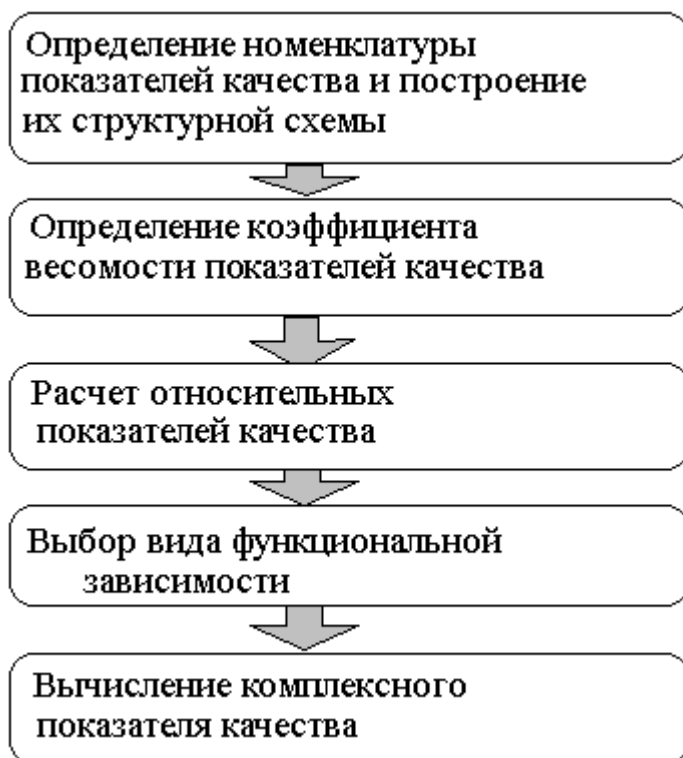 Определение номенклатуры
показателей качества и построение
их структурной схемы
Определение коэффициента
весомости показателей качества
Расчет относительных
показателей качества
Выбор вида функциональной
зависимости
Вычисление комплексного
показателя качества